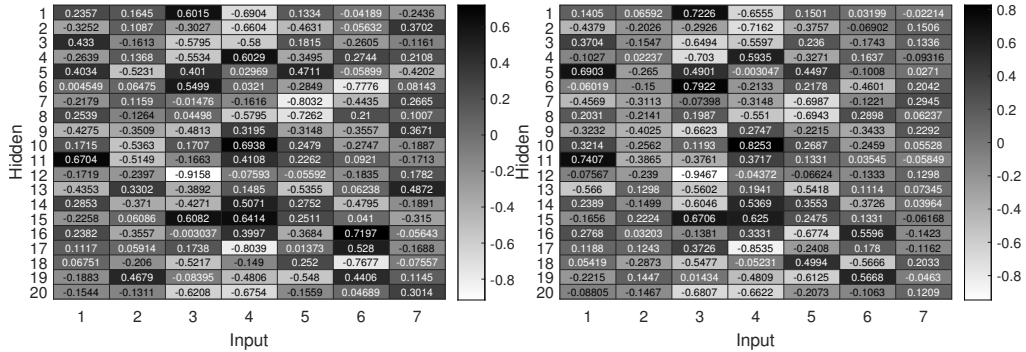 1 0.2357 0.1645 0.6015 -0.6904 0.1334 -0.04189 -0.2436
2 -0.3252 0.1087 -0.3027 -0.6604 -0.4631 -0.05632 0.3702
3 0.433 -0.1613 -0.5795 -0.58 0.1815 -0.2605 -0.1161
4 -0.2639 0.1368 -0.5534 0.6029 -0.3495 0.2744 0.2108
5 0.4034 -0.5231 0.401 0.02969 0.4711 -0.05899 -0.4202
6 0.004549 0.06475 0.5499 0.0321 -0.2849 -0.7776 0.08143
7 -0.2179 0.1159 -0.01476 -0.1616 -0.8032 -0.4435 0.2665
8 0.2539 -0.1264 0.04498 -0.5795 -0.7262 0.21 0.1007
9 -0.4275 -0.3509 -0.4813 0.3195 -0.3148 -0.3557 0.3671
10 0.1715 -0.5363 0.1707 0.6938 0.2479 -0.2747 -0.1887
11 0.6704 -0.5149 -0.1663 0.4108 0.2262 0.0921 -0.1713
12 -0.1719 -0.2397 -0.9158 -0.07593 -0.05592 -0.1835 0.1782
13 -0.4353 0.3302 -0.3892 0.1485 -0.5355 0.06238 0.4872
14 0.2853 -0.371 -0.4271 0.5071 0.2752 -0.4795 -0.1891
15 -0.2258 0.06086 0.6082 0.6414 0.2511 0.041 -0.315
16 0.2382 -0.3557 -0.003037 0.3997 -0.3684 0.7197 -0.05643
17 0.1117 0.05914 0.1738 -0.8039 0.01373 0.528 -0.1688
18 0.06751 -0.206 -0.5217 -0.149 0.252 -0.7677 -0.07557
19 -0.1883 0.4679 -0.08395 -0.4806 -0.548 0.4406 0.1145
20 -0.1544 -0.1311 -0.6208 -0.6754 -0.1559 0.04689 0.3014
1 2 3 4 5 6 7
Input
Hidden
0.6
0.4
0.2
0
-0.2
-0.4
-0.6
-0.8
1 0.1405 0.06592 0.7226 -0.6555 0.1501 0.03199 -0.02214
2 -0.4379 -0.2026 -0.2926 -0.7162 -0.3757 -0.06902 0.1506
3 0.3704 -0.1547 -0.6494 -0.5597 0.236 -0.1743 0.1336
4 -0.1027 0.02237 -0.703 0.5935 -0.3271 0.1637 -0.09316
5 0.6903 -0.265 0.4901 -0.003047 0.4497 -0.1008 0.0271
6 -0.06019 -0.15 0.7922 -0.2133 0.2178 -0.4601 0.2042
7 -0.4569 -0.3113 -0.07398 -0.3148 -0.6987 -0.1221 0.2945
8 0.2031 -0.2141 0.1987 -0.551 -0.6943 0.2898 0.06237
9 -0.3232 -0.4025 -0.6623 0.2747 -0.2215 -0.3433 0.2292
10 0.3214 -0.2562 0.1193 0.8253 0.2687 -0.2459 0.05528
11 0.7407 -0.3865 -0.3761 0.3717 0.1331 0.03545 -0.05849
12 -0.07567 -0.239 -0.9467 -0.04372 -0.06624 -0.1333 0.1298
13 -0.566 0.1298 -0.5602 0.1941 -0.5418 0.1114 0.07345
14 0.2389 -0.1499 -0.6046 0.5369 0.3553 -0.3726 0.03964
15 -0.1656 0.2224 0.6706 0.625 0.2475 0.1331 -0.06168
16 0.2768 0.03203 -0.1381 0.3331 -0.6774 0.5596 -0.1423
17 0.1188 0.1243 0.3726 -0.8535 -0.2408 0.178 -0.1162
18 0.05419 -0.2873 -0.5477 -0.05231 0.4994 -0.5666 0.2033
19 -0.2215 0.1447 0.01434 -0.4809 -0.6125 0.5668 -0.0463
20 -0.08805 -0.1467 -0.6807 -0.6622 -0.2073 -0.1063 0.1209
1 2 3 4 5 6 7
Input
Hidden
0.8
0.6
0.4
0.2
0
-0.2
-0.4
-0.6
-0.8